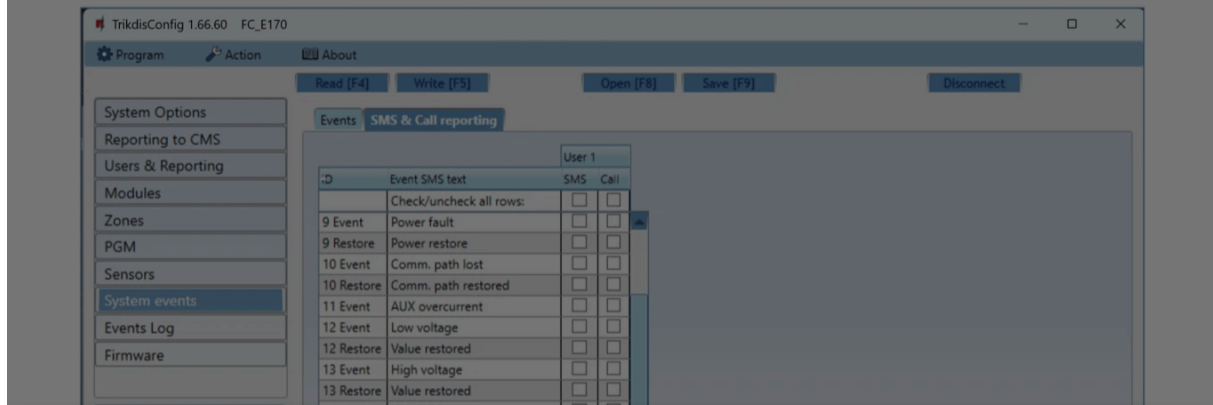 TrikdisConfig 1.66.60 FC_E170
Program Action About
Read [F4] Write [F5] Open [F8] Save [F9] Disconnect
System Options
Reporting to CMS
Users & Reporting
Modules
Zones
PGM
Sensors
System events
Events Log
Firmware
Events SMS & Call reporting
User 1
ID Event SMS text SMS Call
Check/uncheck all rows:
9 Event Power fault
9 Restore Power restore
10 Event Comm. path lost
10 Restore Comm. path restored
11 Event AUX overcurrent
12 Event Low voltage
12 Restore Value restored
13 Event High voltage
13 Restore Value restored